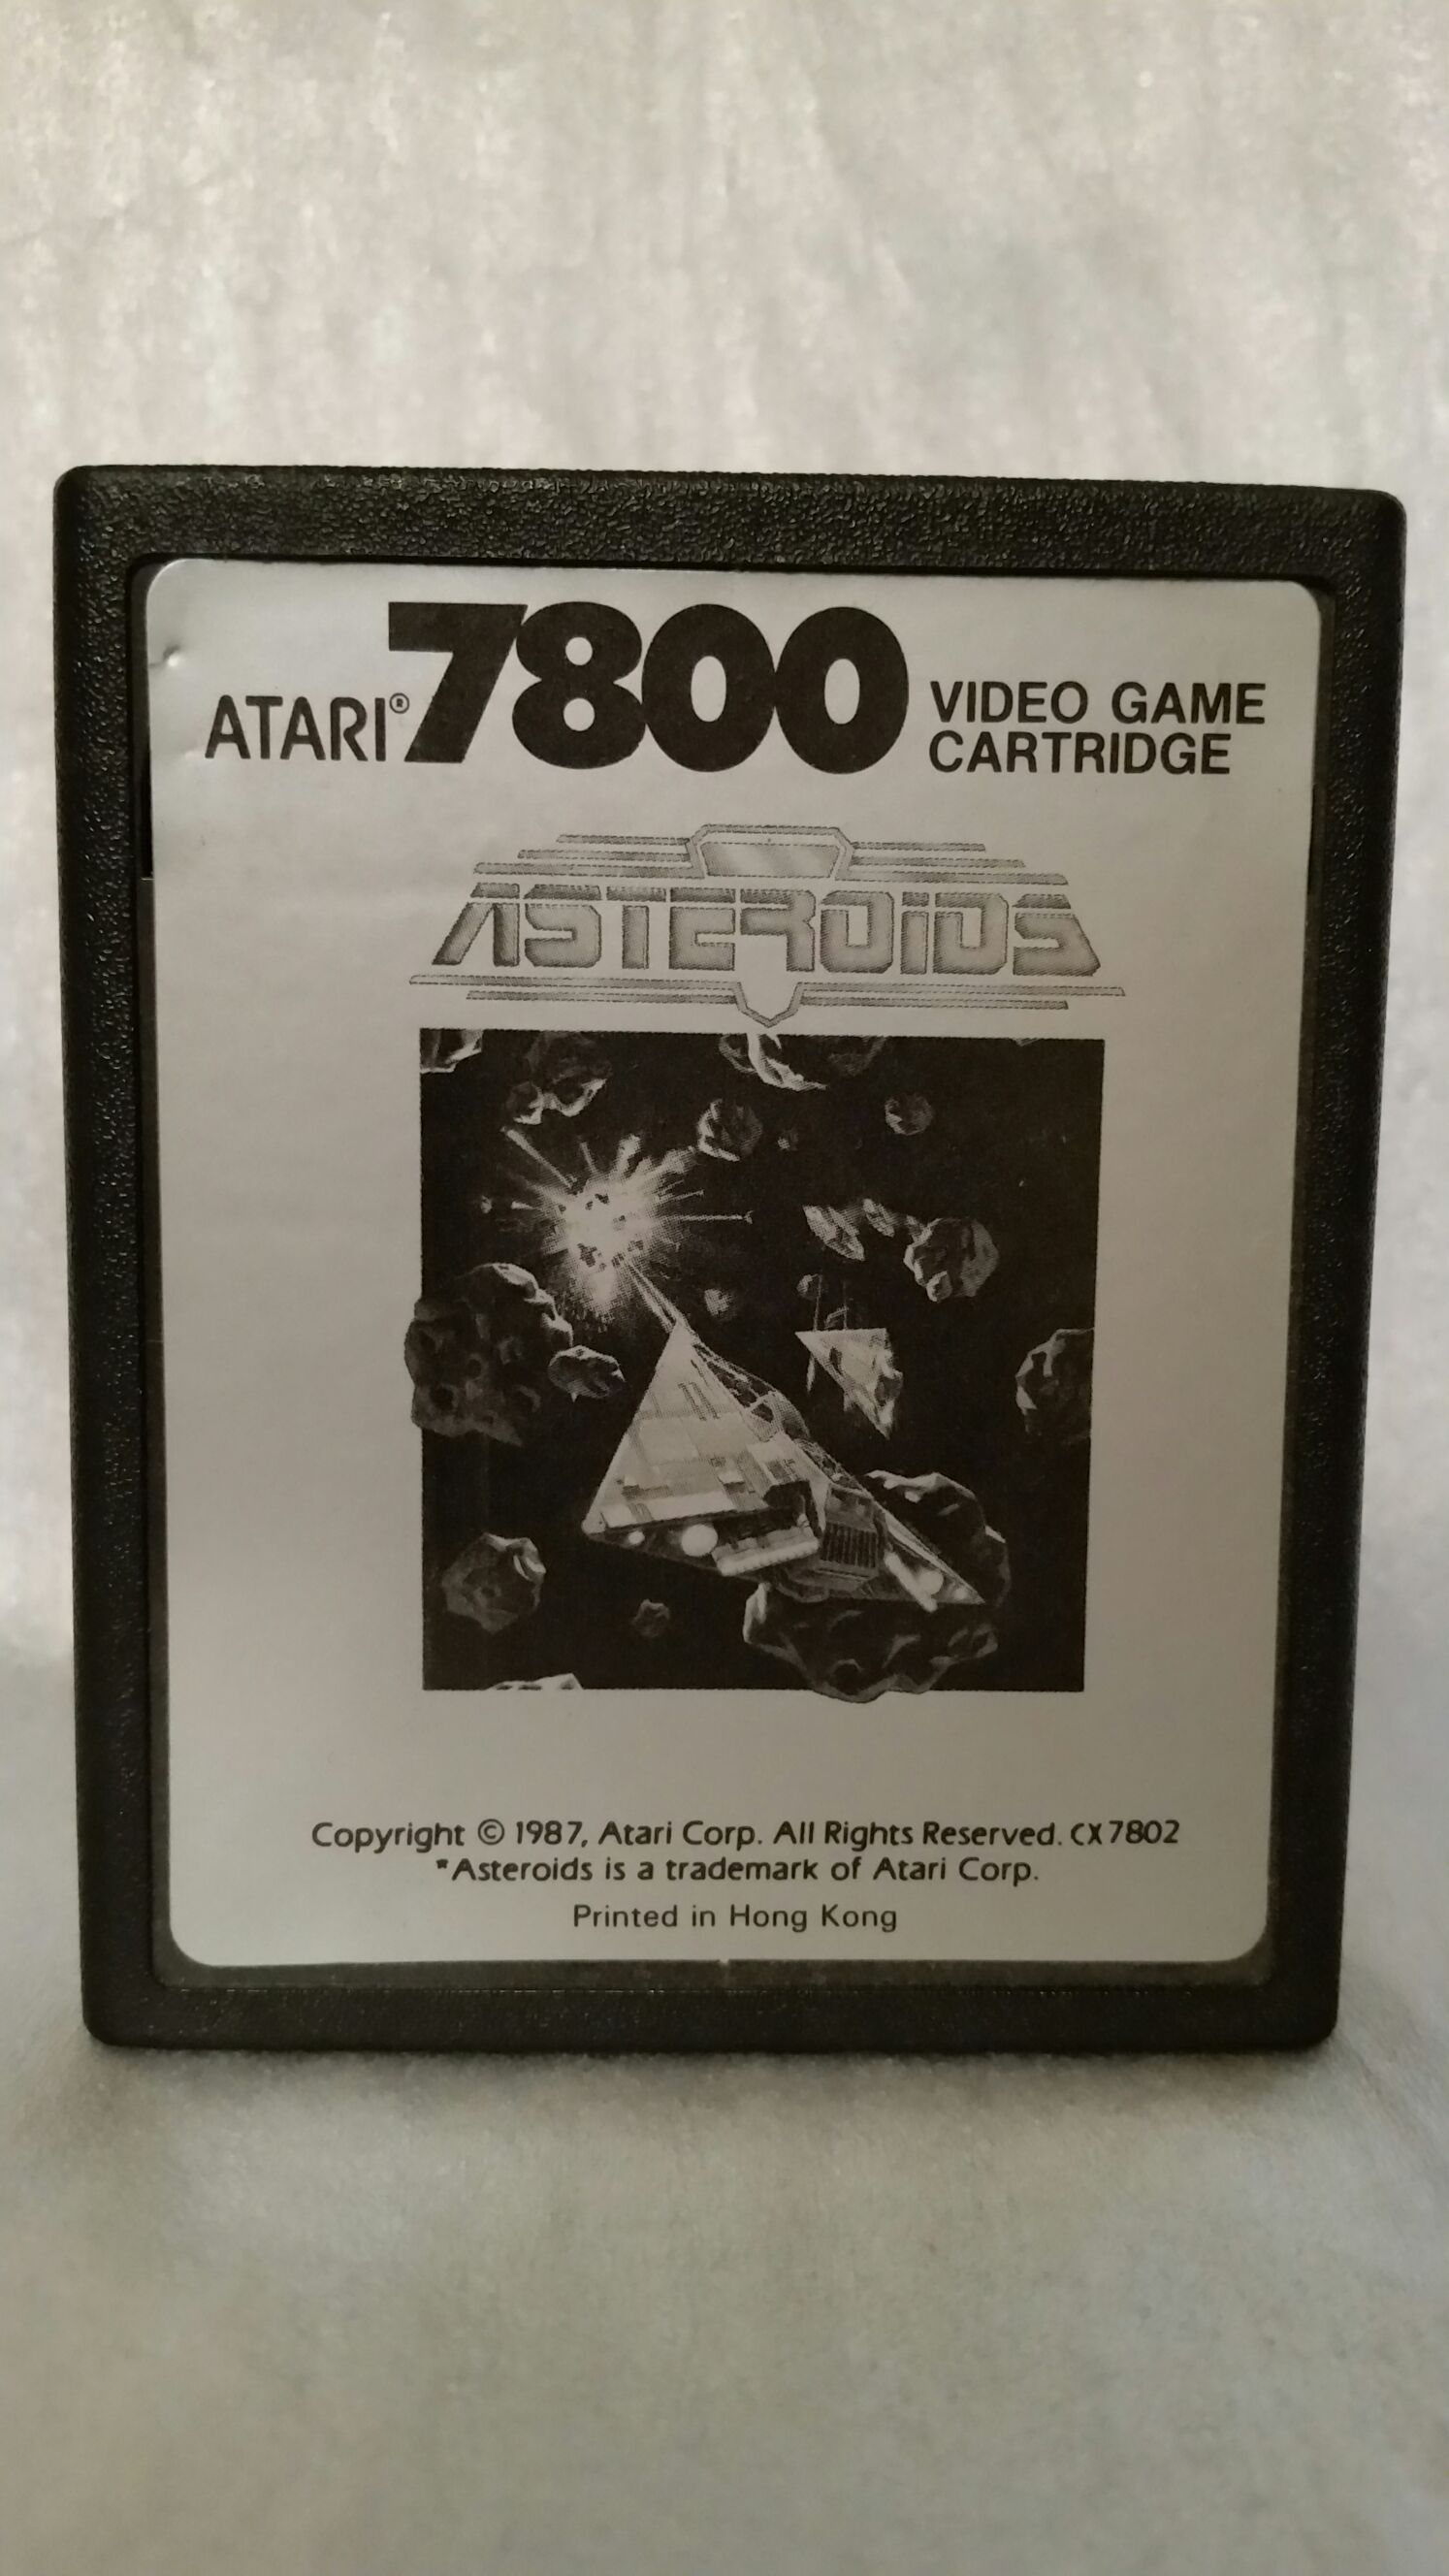 ATARI® 7800 VIDEO GAME
CARTRIDGE
ASTEROIDS
Copyright © 1987, Atari Corp. All Rights Reserved. CX7802
*Asteroids is a trademark of Atari Corp.
Printed in Hong Kong